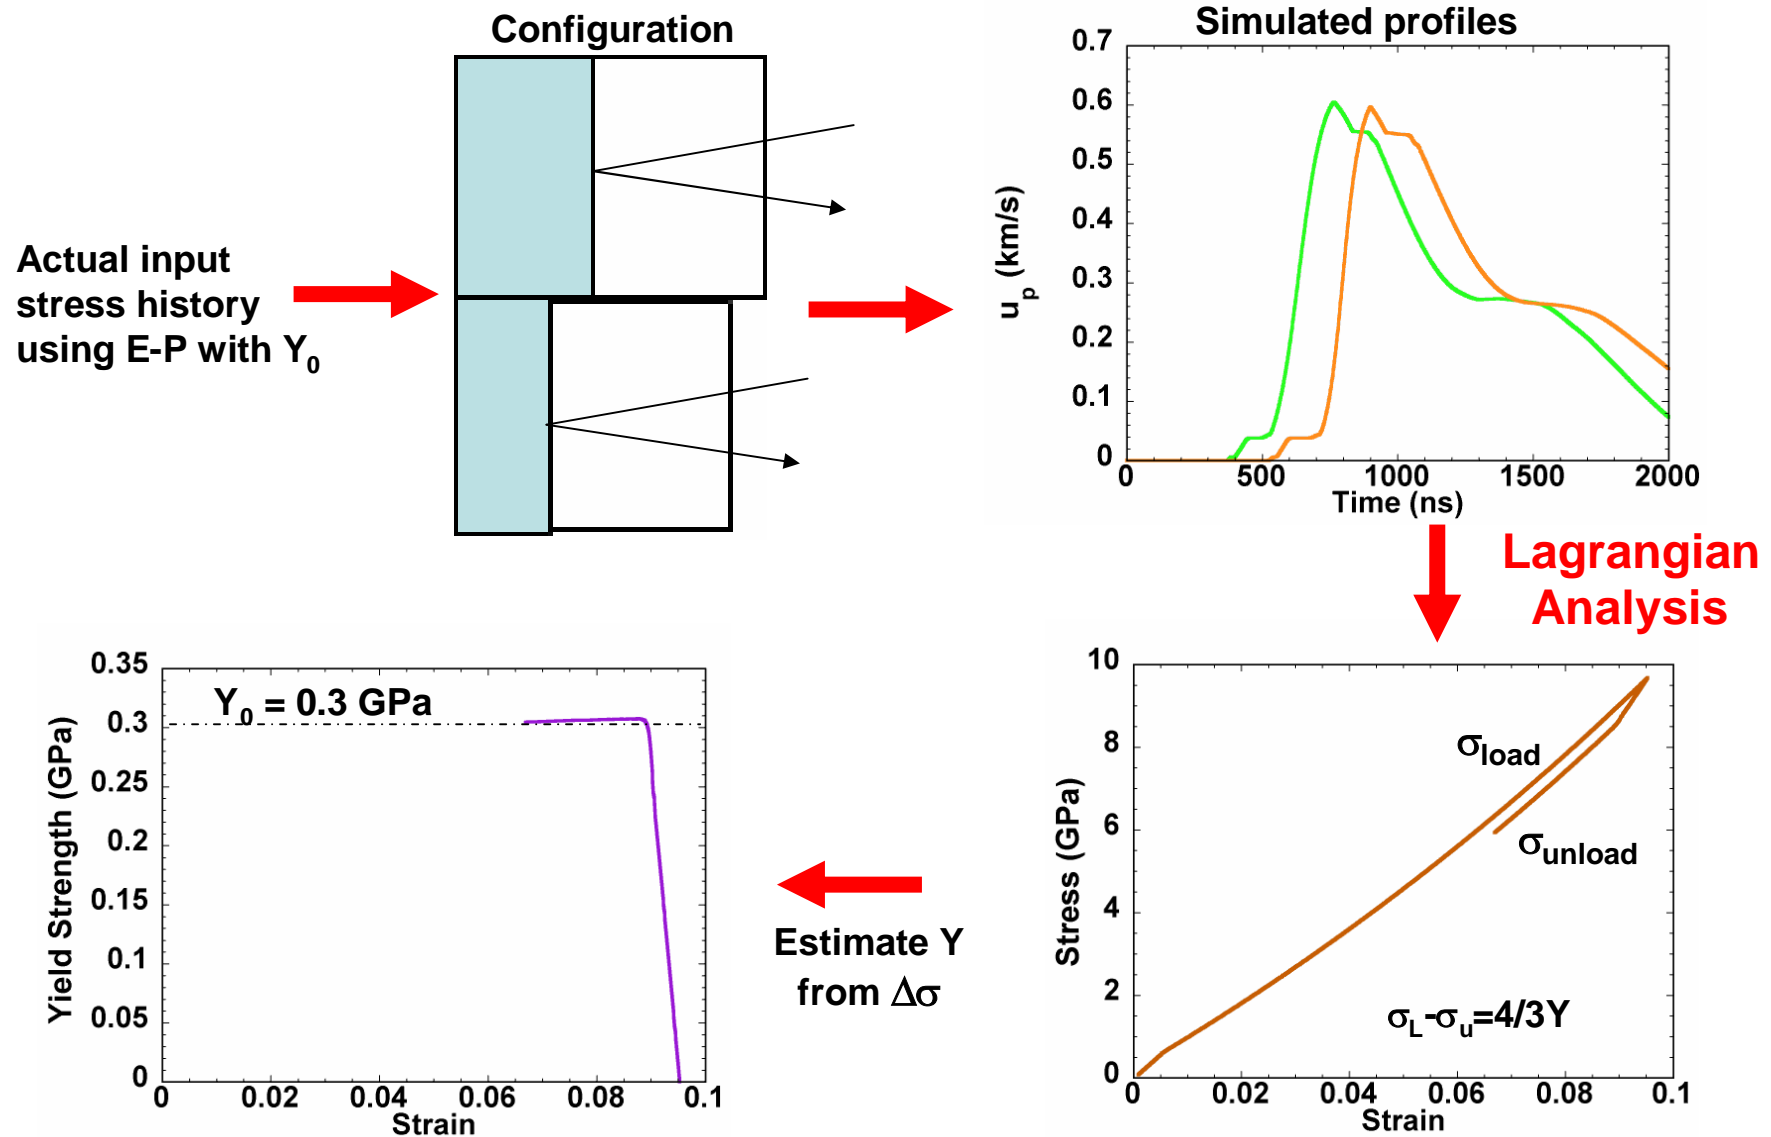 Configuration
Actual input
stress history
using E-P with Y0
Simulated profiles
0.7
0.6
0.5
0.4
0.3
0.2
0.1
0
up (km/s)
0 500 1000 1500 2000
Time (ns)
Lagrangian
Analysis
10
8
6
4
2
0
Stress (GPa)
σload
σunload
σL-σu=4/3Y
0 0.02 0.04 0.06 0.08 0.1
Strain
Estimate Y
from Δσ
0.35
0.3
0.25
0.2
0.15
0.1
0.05
0
Yield Strength (GPa)
Y0 = 0.3 GPa
0 0.02 0.04 0.06 0.08 0.1
Strain